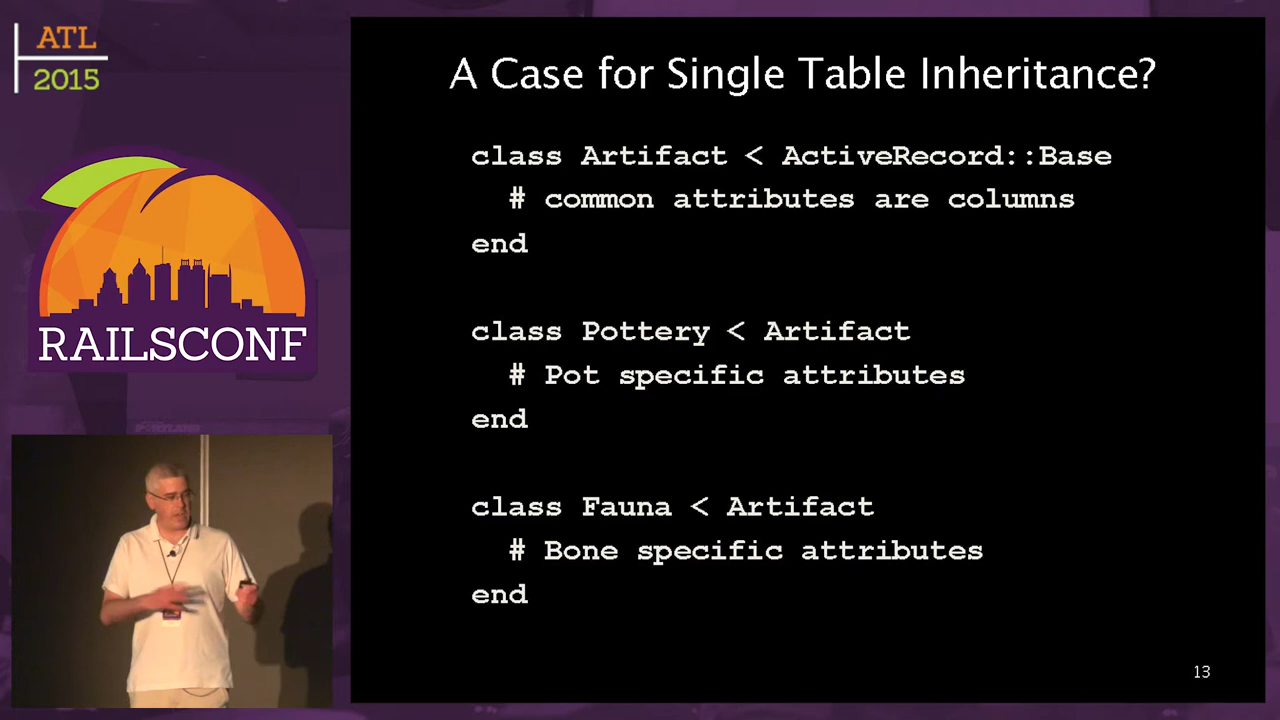 ATL
2015
RAILSCONF
A Case for Single Table Inheritance?
class Artifact < ActiveRecord::Base
  # common attributes are columns
end
class Pottery < Artifact
  # Pot specific attributes
end
class Fauna < Artifact
  # Bone specific attributes
end
13